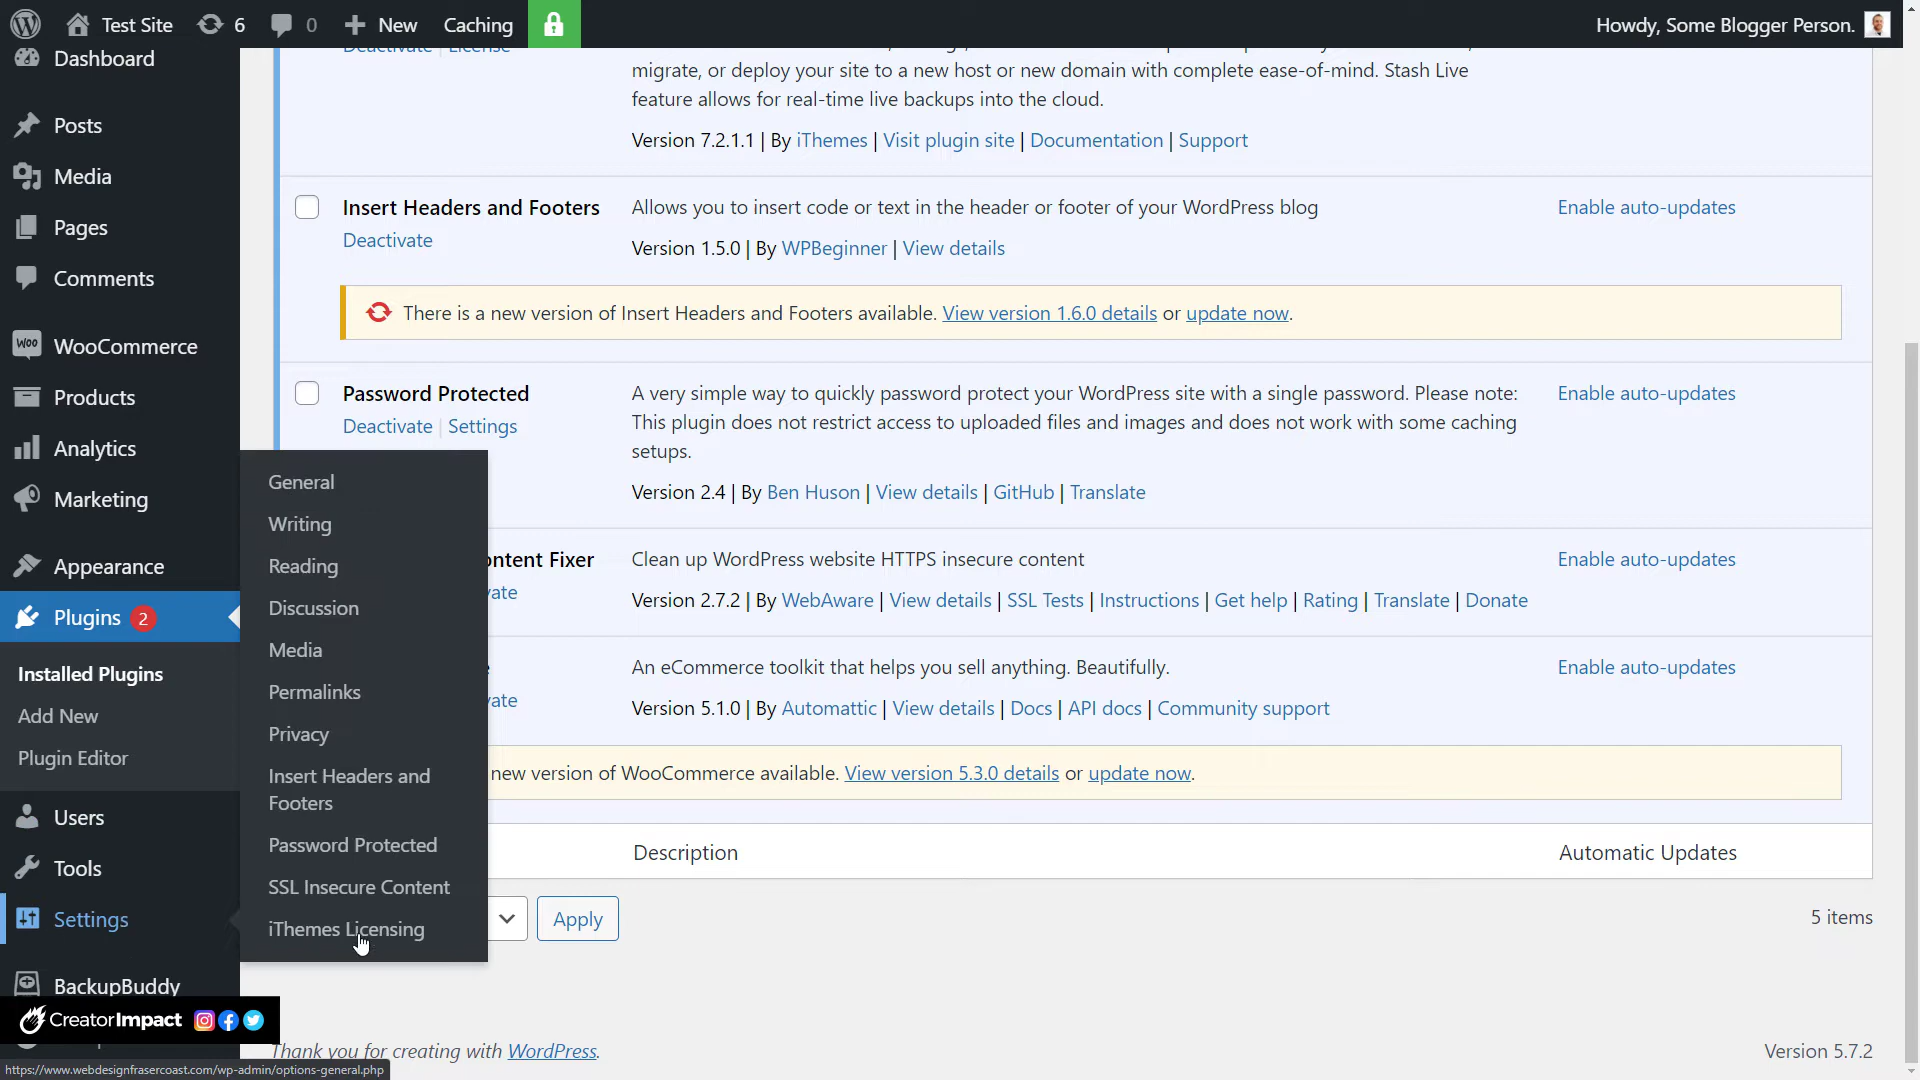 Test Site
6
0
New
Caching
Howdy, Some Blogger Person.
Dashboard
Posts
Media
Pages
Comments
WooCommerce
Products
Analytics
Marketing
Appearance
Plugins 2
Installed Plugins
Add New
Plugin Editor
Users
Tools
Settings
BackupBuddy
General
Writing
Reading
Discussion
Media
Permalinks
Privacy
Insert Headers and
Footers
Password Protected
SSL Insecure Content
iThemes Licensing
Deactivate | License
migrate, or deploy your site to a new host or new domain with complete ease-of-mind. Stash Live
feature allows for real-time live backups into the cloud.
Version 7.2.1.1 | By iThemes | Visit plugin site | Documentation | Support
Insert Headers and Footers
Deactivate
Allows you to insert code or text in the header or footer of your WordPress blog
Version 1.5.0 | By WPBeginner | View details
Enable auto-updates
There is a new version of Insert Headers and Footers available. View version 1.6.0 details or update now.
Password Protected
Deactivate | Settings
A very simple way to quickly password protect your WordPress site with a single password. Please note:
This plugin does not restrict access to uploaded files and images and does not work with some caching
setups.
Version 2.4 | By Ben Huson | View details | GitHub | Translate
Enable auto-updates
ontent Fixer
vate
Clean up WordPress website HTTPS insecure content
Version 2.7.2 | By WebAware | View details | SSL Tests | Instructions | Get help | Rating | Translate | Donate
Enable auto-updates
vate
An eCommerce toolkit that helps you sell anything. Beautifully.
Version 5.1.0 | By Automattic | View details | Docs | API docs | Community support
Enable auto-updates
new version of WooCommerce available. View version 5.3.0 details or update now.
Description
Automatic Updates
Apply
5 items
CreatorImpact
Thank you for creating with WordPress.
Version 5.7.2
https://www.webdesignfrasercoast.com/wp-admin/options-general.php